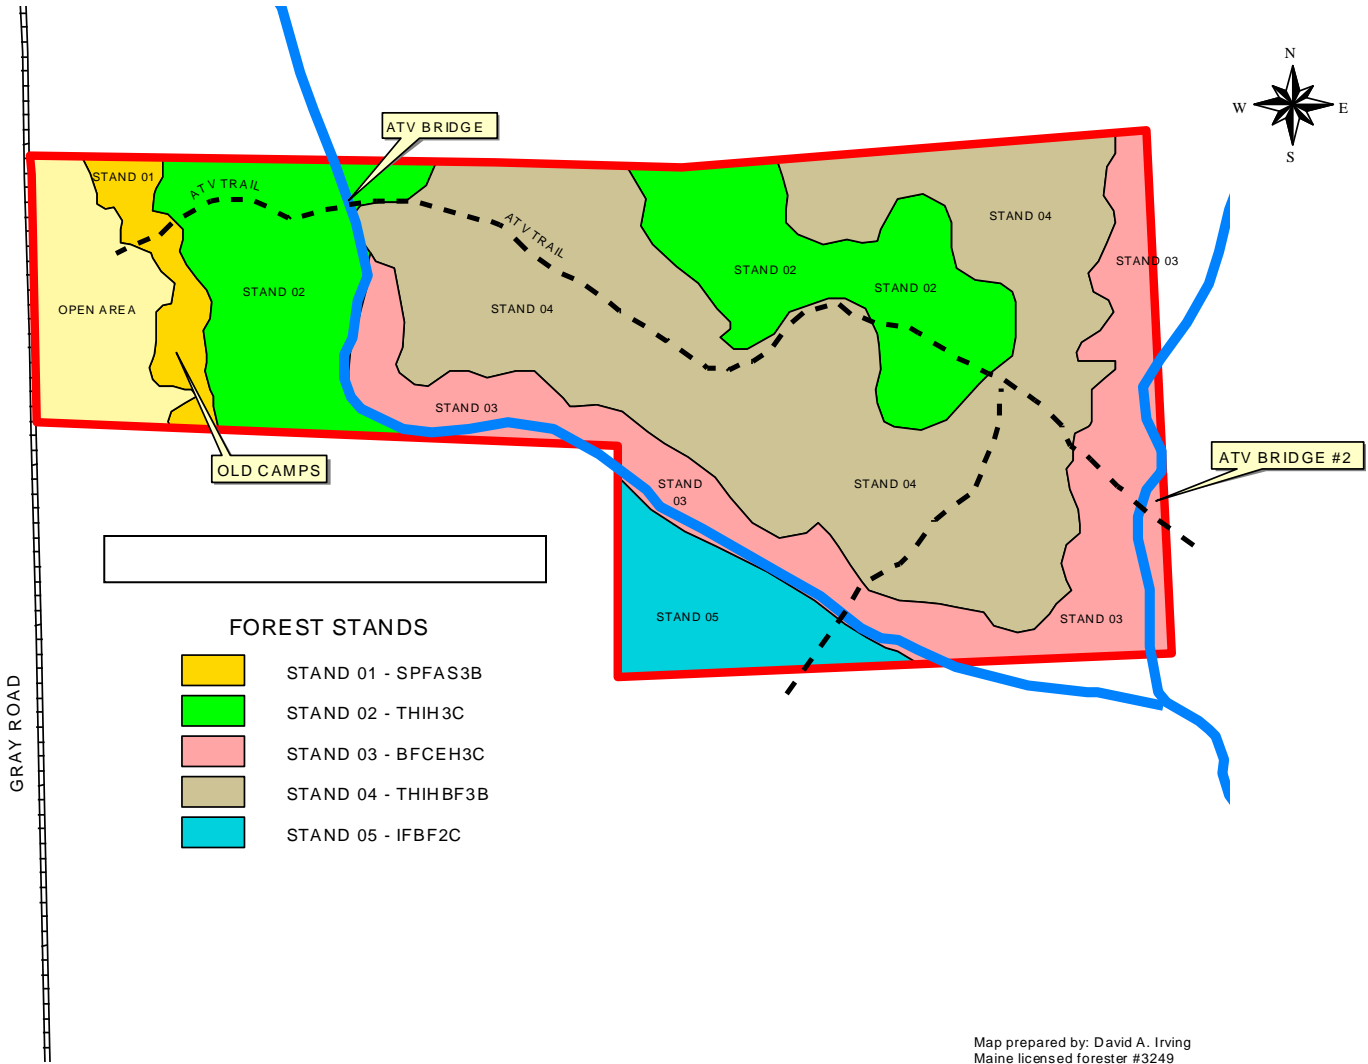 N
W
E
S
ATV BRIDGE
STAND 01
ATV TRAIL
STAND 04
ATV TRAIL
STAND 03
STAND 02
STAND 02
STAND 02
OPEN AREA
STAND 04
STAND 03
ATV BRIDGE #2
OLD CAMPS
STAND
03
STAND 04
STAND 05
STAND 03
FOREST STANDS
STAND 01 - SPFAS3B
STAND 02 - THIH3C
STAND 03 - BFCEH3C
STAND 04 - THIHBF3B
STAND 05 - IFBF2C
GRAY ROAD
Map prepared by: David A. Irving
Maine licensed forester #3249